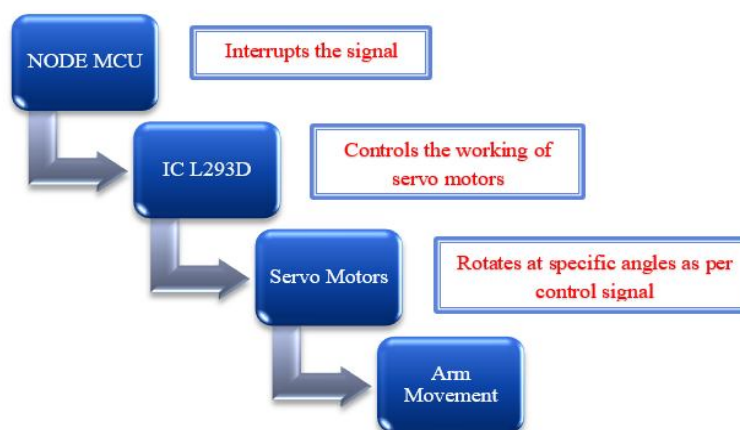 NODE MCU
Interrupts the signal
IC L293D
Controls the working of
servo motors
Servo Motors
Rotates at specific angles as per
control signal
Arm
Movement